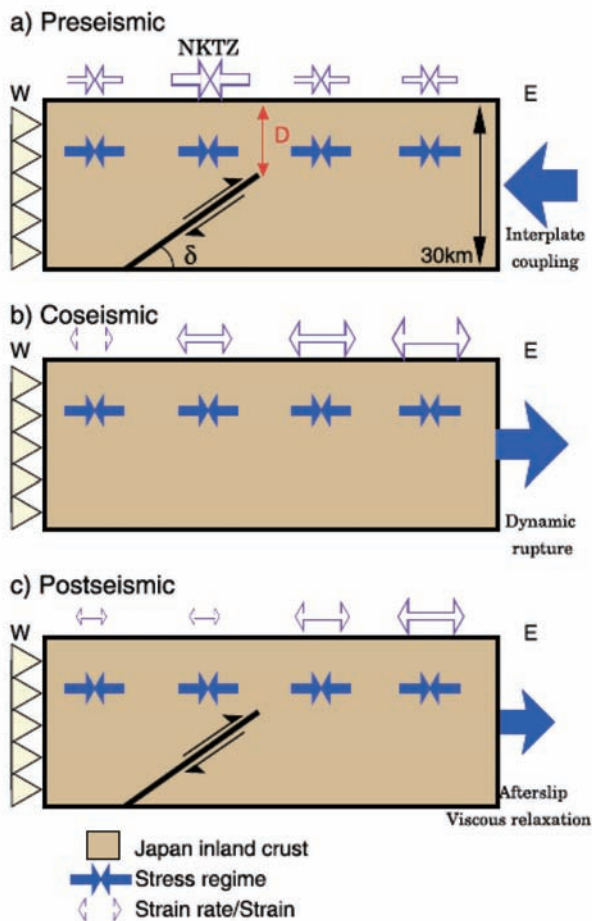 a) Preseismic
NKTZ
W
E
D
δ
30km
Interplate
coupling
b) Coseismic
W
E
Dynamic
rupture
c) Postseismic
W
E
Afterslip
Viscous relaxation
Japan inland crust
Stress regime
Strain rate/Strain